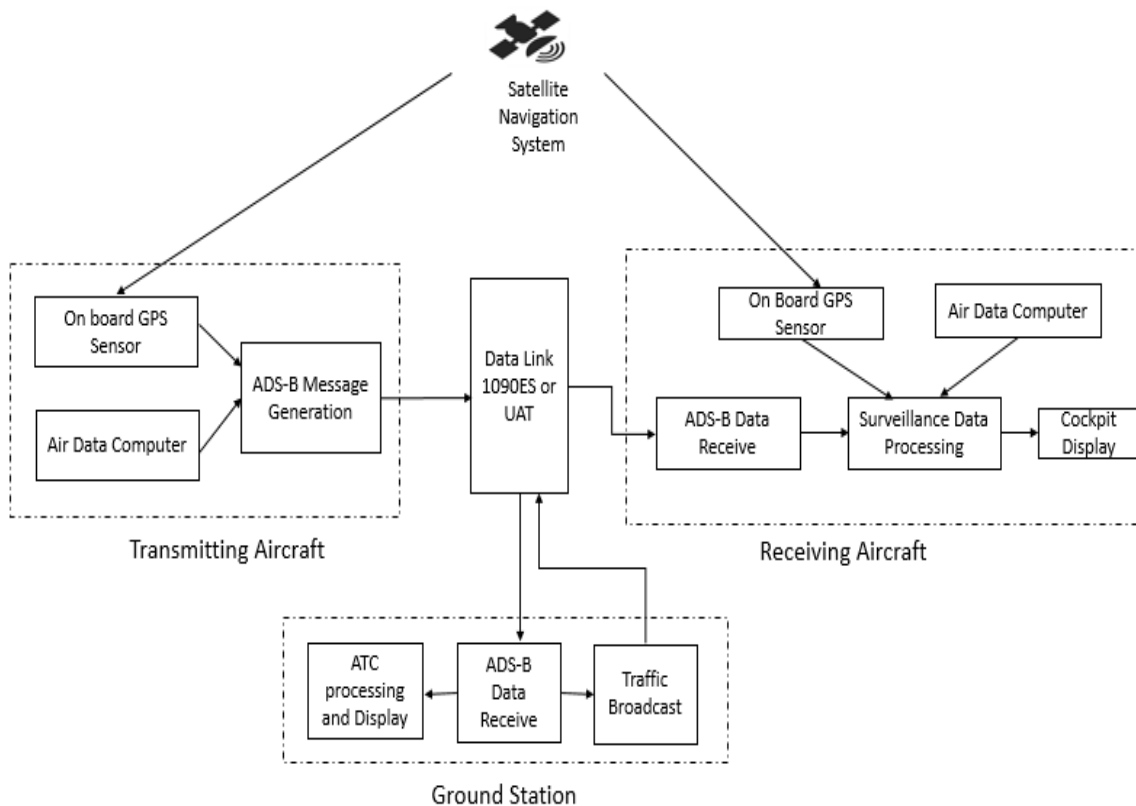 Satellite
Navigation
System
On board GPS
Sensor
Air Data Computer
ADS-B Message
Generation
Transmitting Aircraft
Data Link
1090ES or
UAT
On Board GPS
Sensor
Air Data Computer
ADS-B Data
Receive
Surveillance Data
Processing
Cockpit
Display
Receiving Aircraft
ATC
processing
and Display
ADS-B
Data
Receive
Traffic
Broadcast
Ground Station